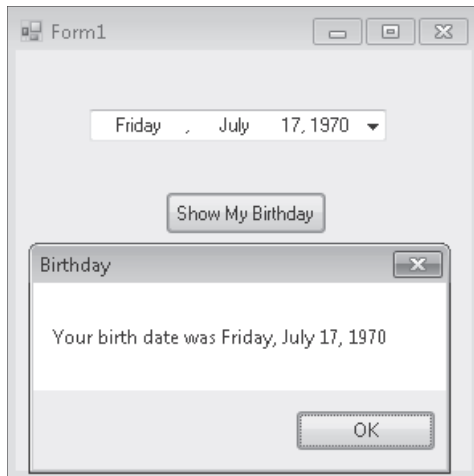 Form1
Friday , July 17, 1970
Show My Birthday
Birthday
Your birth date was Friday, July 17, 1970
OK